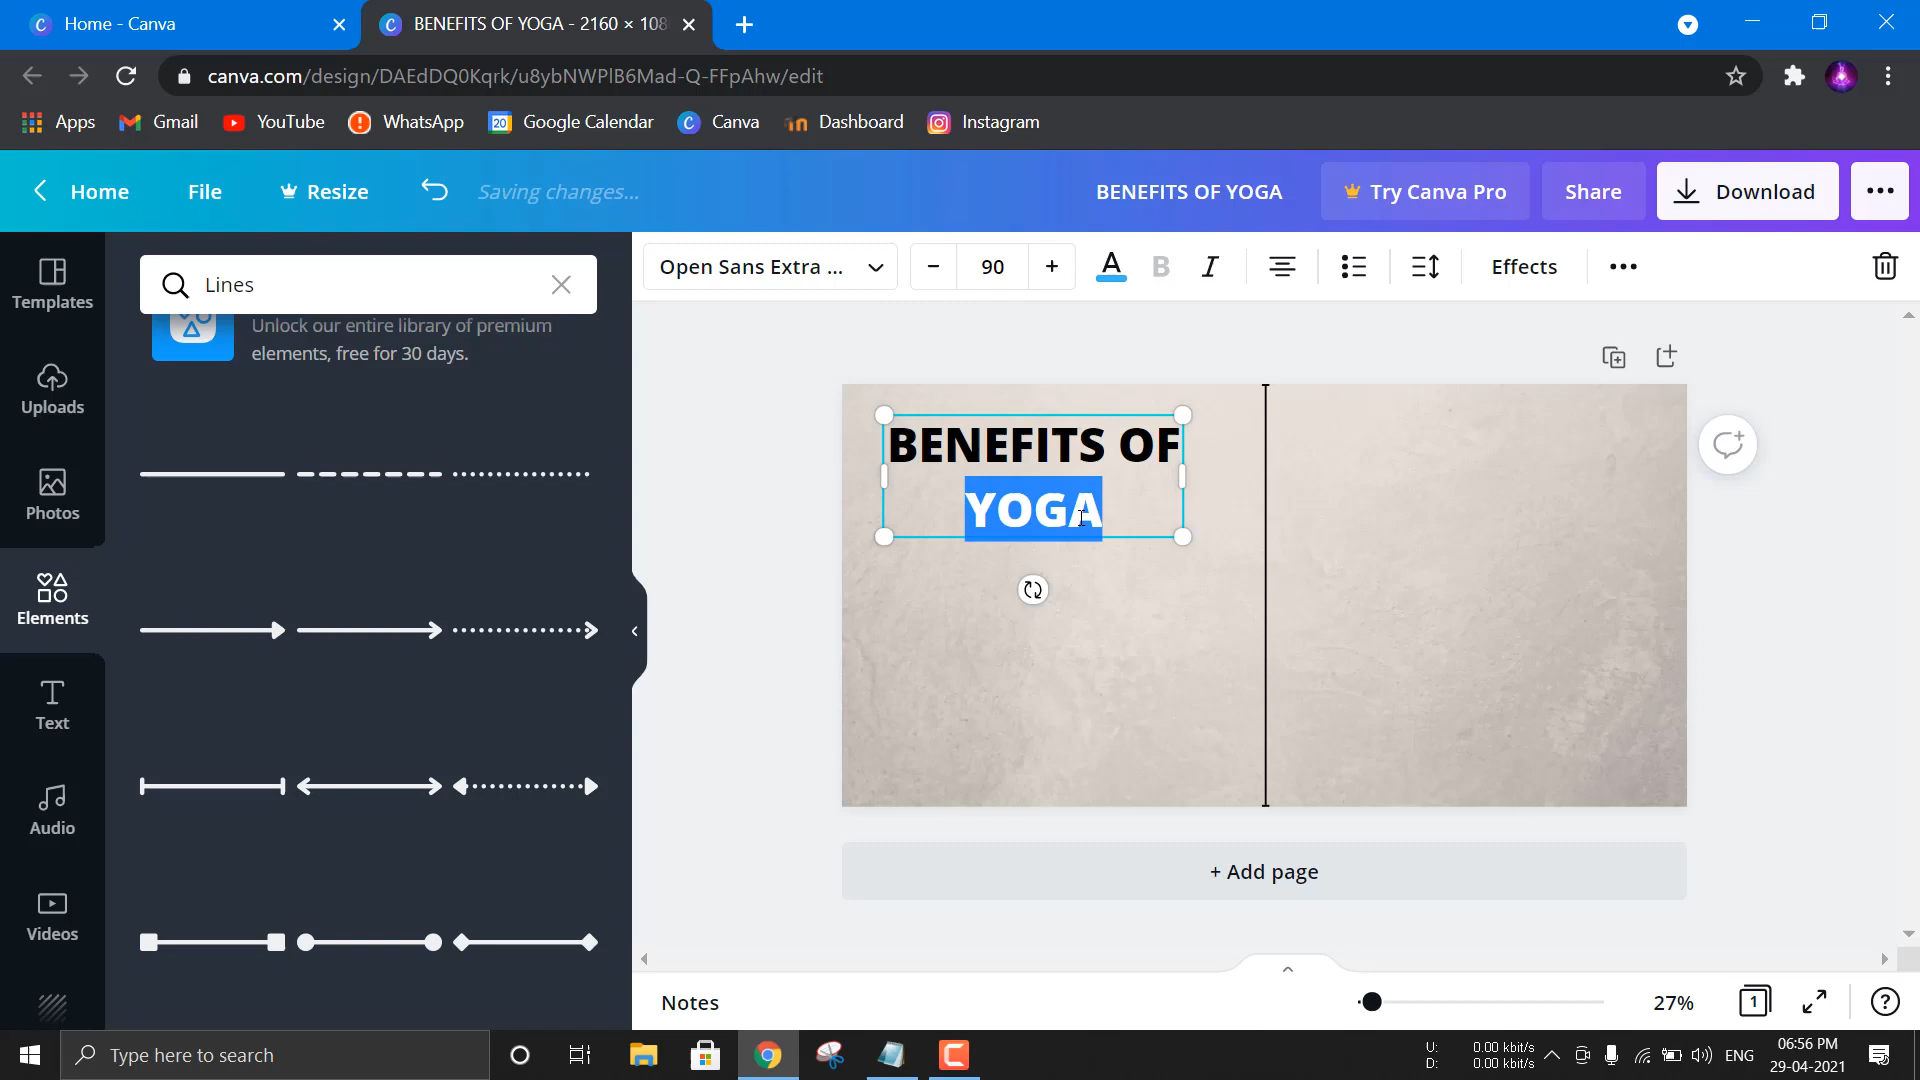 Home - Canva
BENEFITS OF YOGA - 2160 × 108
canva.com/design/DAEdDQ0Kqrk/u8ybNWPlB6Mad-Q-FFpAhw/edit
Apps
Gmail
YouTube
WhatsApp
20
Google Calendar
Canva
Dashboard
Instagram
Home
File
Resize
Saving changes...
BENEFITS OF YOGA
Try Canva Pro
Share
Download
Templates
Uploads
Photos
Elements
Text
Audio
Videos
Lines
Unlock our entire library of premium
elements, free for 30 days.
Open Sans Extra ...
90
A
B
I
Effects
BENEFITS OF
YOGA
+ Add page
Notes
27%
1
Type here to search
U: 0.00 kbit/s
D: 0.00 kbit/s
ENG
06:56 PM
29-04-2021